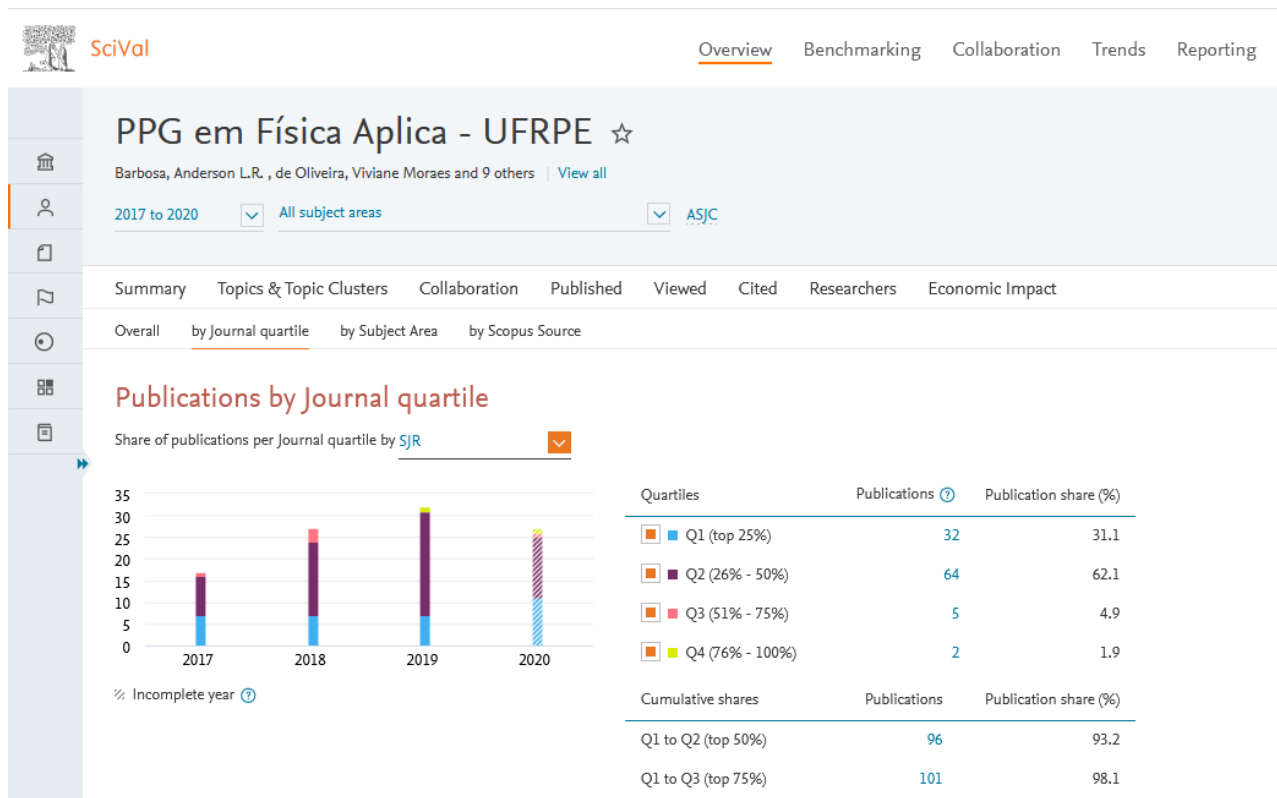 SciVal
Overview Benchmarking Collaboration Trends Reporting
PPG em Física Aplica - UFRPE
Barbosa, Anderson L.R. , de Oliveira, Viviane Moraes and 9 others | View all
2017 to 2020 All subject areas ASJC
Summary Topics & Topic Clusters Collaboration Published Viewed Cited Researchers Economic Impact
Overall by Journal quartile by Subject Area by Scopus Source
Publications by Journal quartile
Share of publications per Journal quartile by SJR
35
30
25
20
15
10
5
0
2017 2018 2019 2020
Incomplete year ?
Quartiles Publications ? Publication share (%)
Q1 (top 25%) 32 31.1
Q2 (26% - 50%) 64 62.1
Q3 (51% - 75%) 5 4.9
Q4 (76% - 100%) 2 1.9
Cumulative shares Publications Publication share (%)
Q1 to Q2 (top 50%) 96 93.2
Q1 to Q3 (top 75%) 101 98.1